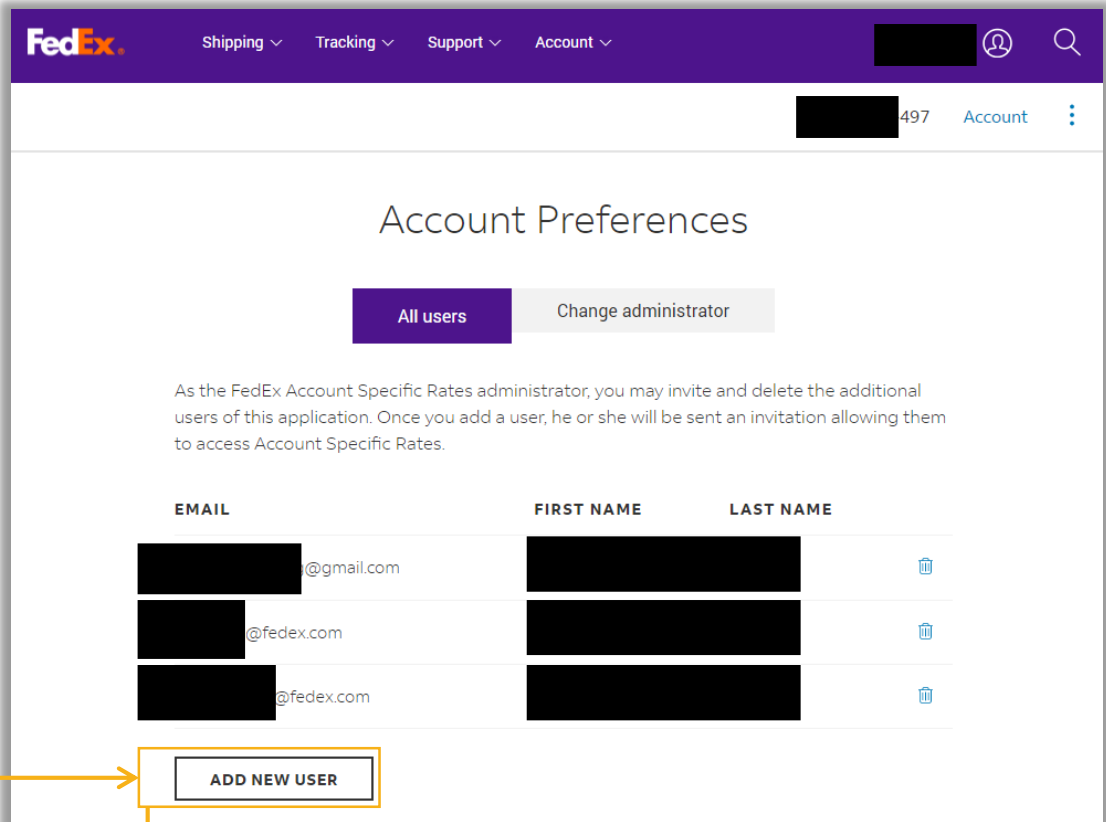 FedEx.
Shipping Tracking Support Account
497 Account
Account Preferences
All users Change administrator
As the FedEx Account Specific Rates administrator, you may invite and delete the additional
users of this application. Once you add a user, he or she will be sent an invitation allowing them
to access Account Specific Rates.
EMAIL FIRST NAME LAST NAME
@gmail.com
@fedex.com
@fedex.com
ADD NEW USER